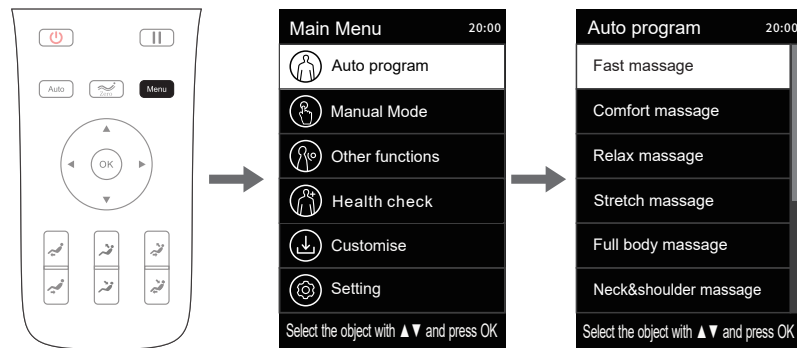 Auto
Zero
Menu
OK
Main Menu 20:00
Auto program
Manual Mode
Other functions
Health check
Customise
Setting
Select the object with ▲▼ and press OK
Auto program 20:00
Fast massage
Comfort massage
Relax massage
Stretch massage
Full body massage
Neck&shoulder massage
Select the object with ▲▼ and press OK